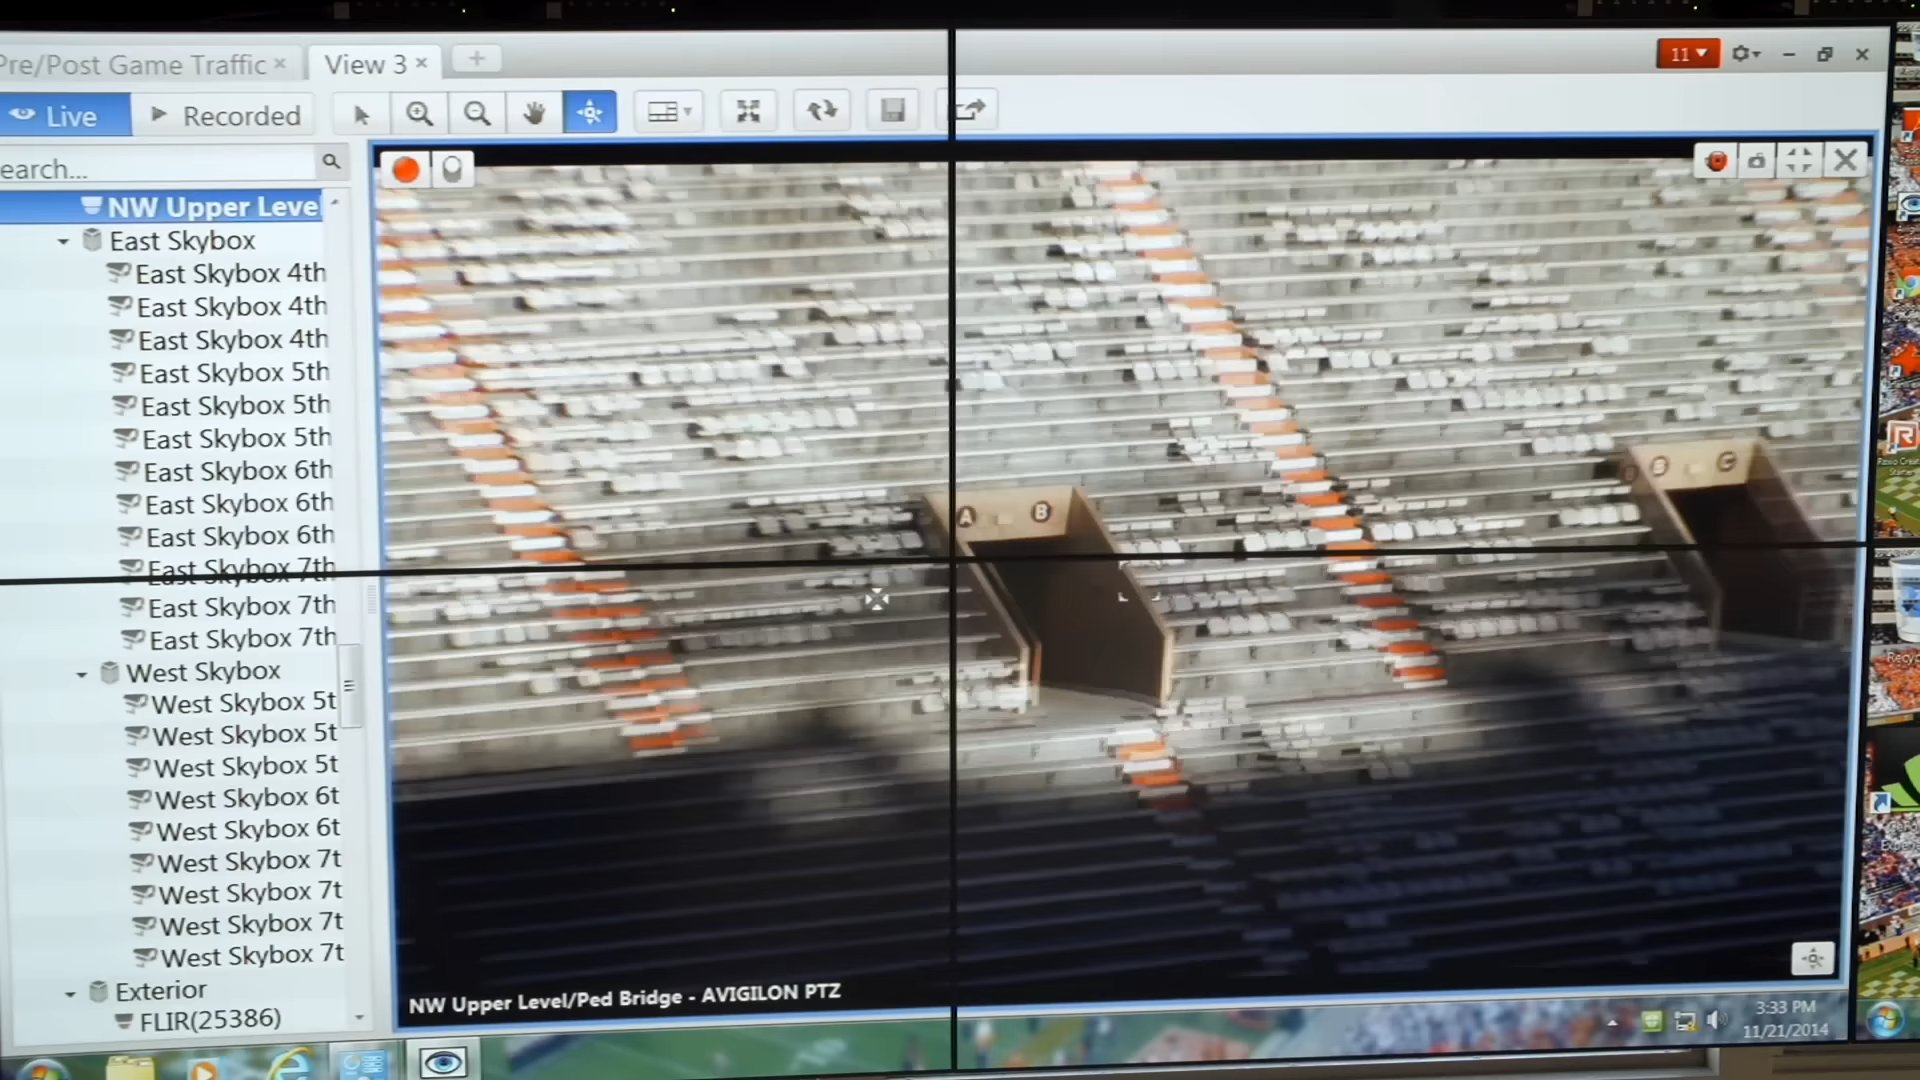 Pre/Post Game Traffic ×
View 3 ×
+
11
Live
Recorded
earch...
NW Upper Leve
East Skybox
East Skybox 4th
East Skybox 4th
East Skybox 4th
East Skybox 5th
East Skybox 5th
East Skybox 5th
East Skybox 6th
East Skybox 6th
East Skybox 6th
East Skybox 7th
East Skybox 7th
East Skybox 7th
West Skybox
West Skybox 5t
West Skybox 5t
West Skybox 5t
West Skybox 6t
West Skybox 6t
West Skybox 7t
West Skybox 7t
West Skybox 7t
West Skybox 7t
Exterior
FLIR(25386)
A B
B C
NW Upper Level/Ped Bridge - AVIGILON PTZ
3:33 PM
11/21/2014